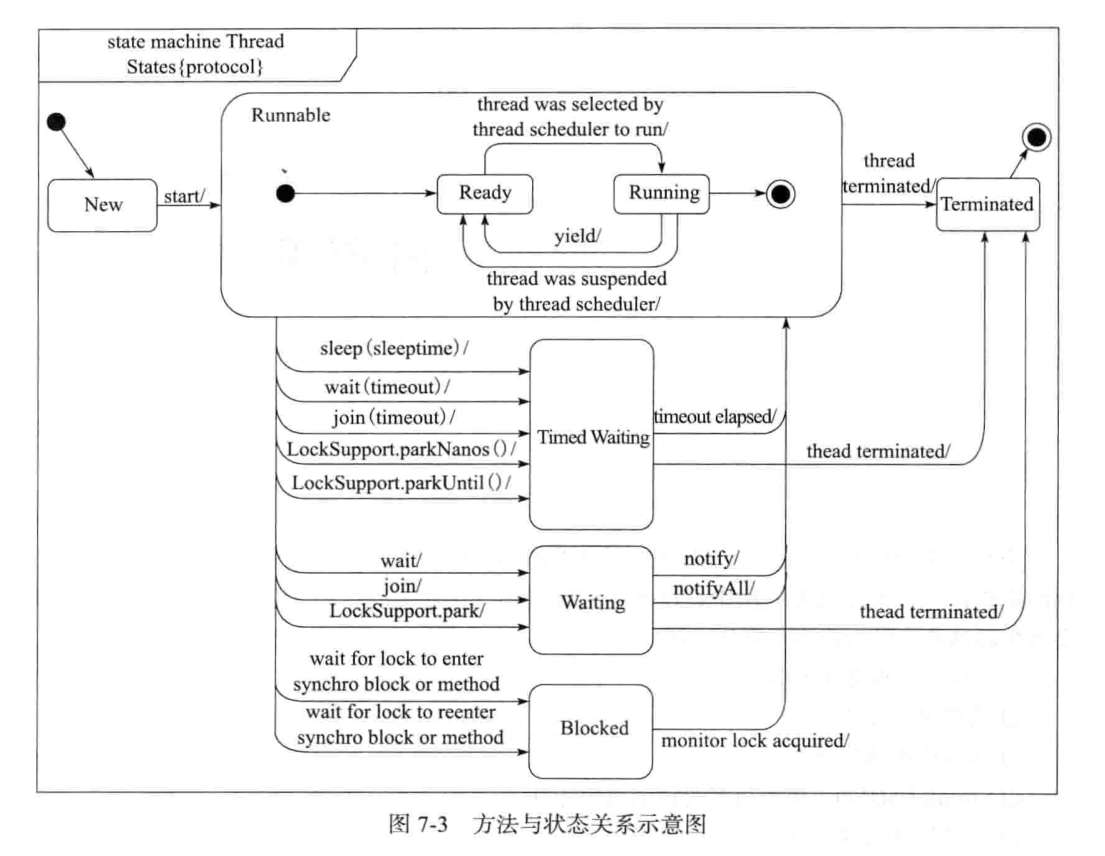 state machine Thread
States{protocol}
Runnable
thread was selected by
thread scheduler to run/
New
start/
Ready
Running
yield/
thread was suspended
by thread scheduler/
thread
terminated/
Terminated
sleep(sleeptime)/
wait(timeout)/
join(timeout)/
LockSupport.parkNanos()/
LockSupport.parkUntil()/
Timed Waiting
timeout elapsed/
thead terminated/
wait/
join/
LockSupport.park/
Waiting
notify/
notifyAll/
thead terminated/
wait for lock to enter
synchro block or method
wait for lock to reenter
synchro block or method
Blocked
monitor lock acquired/
图 7-3 方法与状态关系示意图